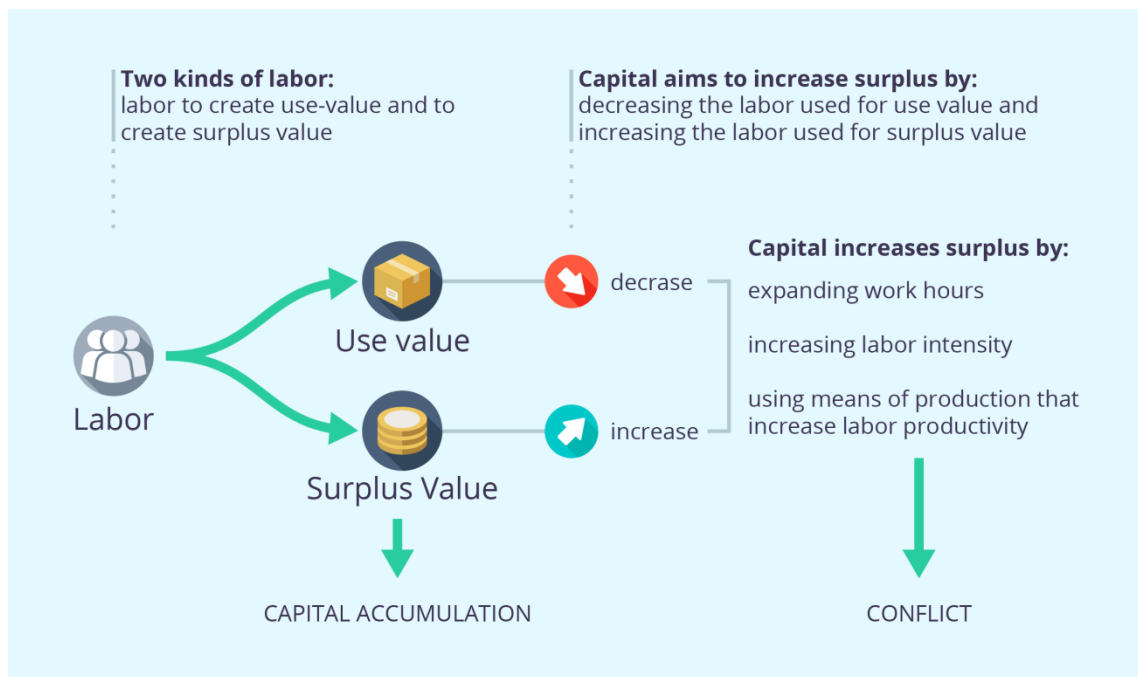 Two kinds of labor:
labor to create use-value and to
create surplus value
Capital aims to increase surplus by:
decreasing the labor used for use value and
increasing the labor used for surplus value
Labor
Use value
Surplus Value
decrase
increase
Capital increases surplus by:
expanding work hours
increasing labor intensity
using means of production that
increase labor productivity
CAPITAL ACCUMULATION
CONFLICT